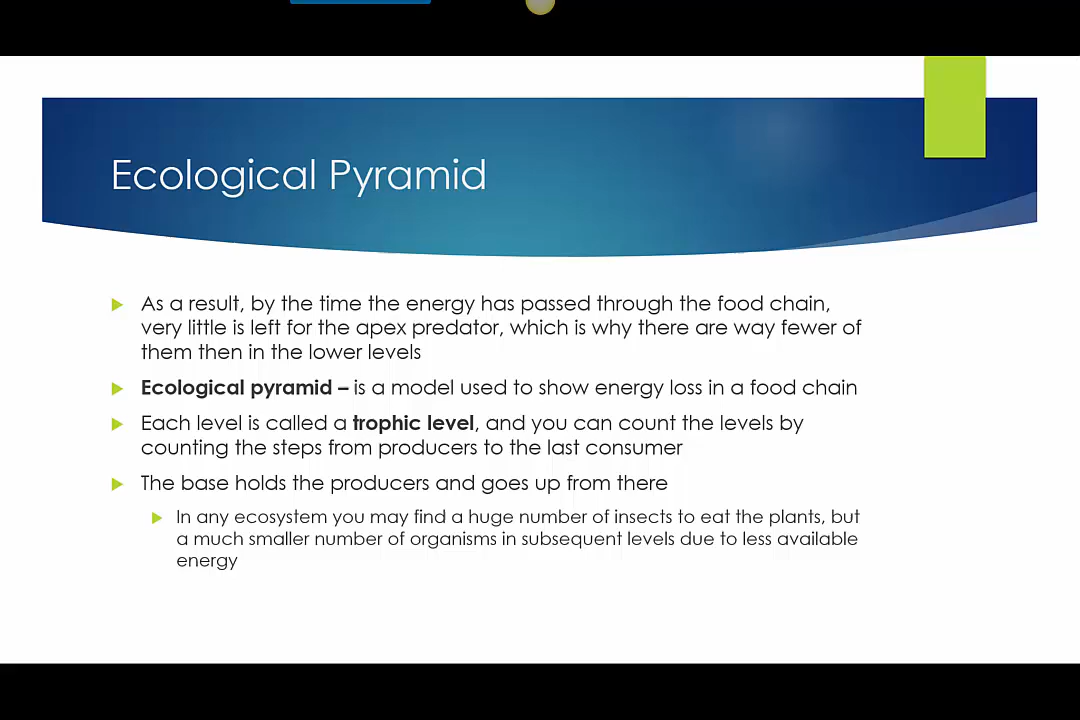 Ecological Pyramid
As a result, by the time the energy has passed through the food chain,
very little is left for the apex predator, which is why there are way fewer of
them then in the lower levels
Ecological pyramid – is a model used to show energy loss in a food chain
Each level is called a trophic level, and you can count the levels by
counting the steps from producers to the last consumer
The base holds the producers and goes up from there
In any ecosystem you may find a huge number of insects to eat the plants, but
a much smaller number of organisms in subsequent levels due to less available
energy